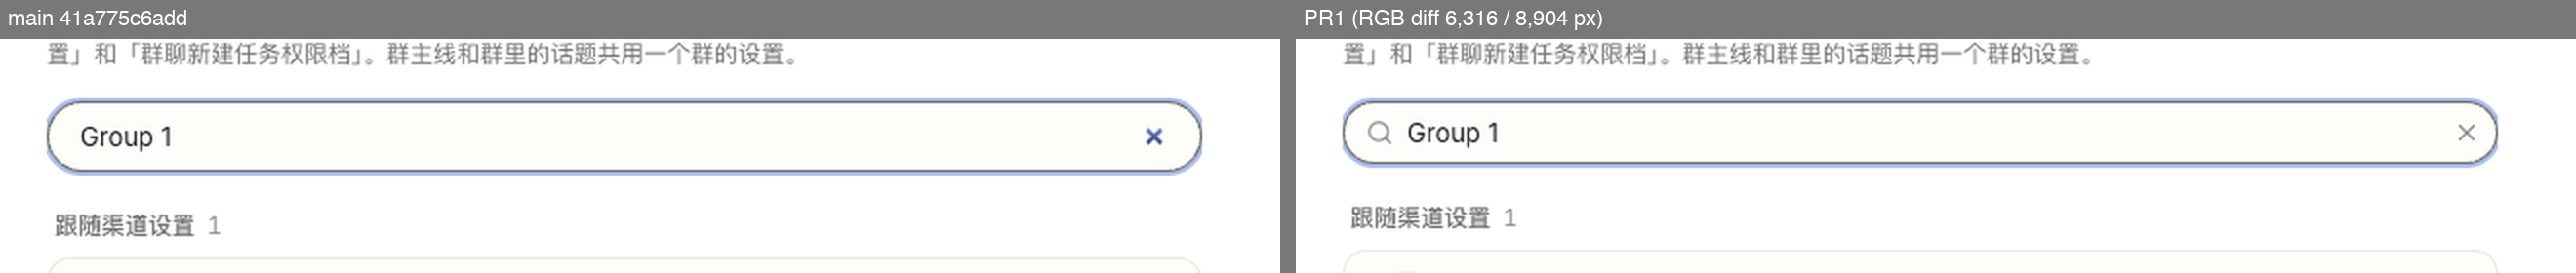 main 41a775c6add
置」和「群聊新建任务权限档」。群主线和群里的话题共用一个群的设置。
Group 1
跟随渠道设置 1
PR1 (RGB diff 6,316 / 8,904 px)
置」和「群聊新建任务权限档」。群主线和群里的话题共用一个群的设置。
Group 1
跟随渠道设置 1